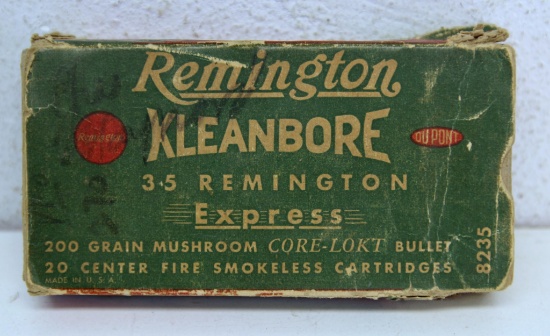 Remington
KLEANBORE
Remington
DU PONT
35 REMINGTON
Express
200 GRAIN MUSHROOM CORE-LOKT BULLET
20 CENTER FIRE SMOKELESS CARTRIDGES
MADE IN U.S.A.
8235